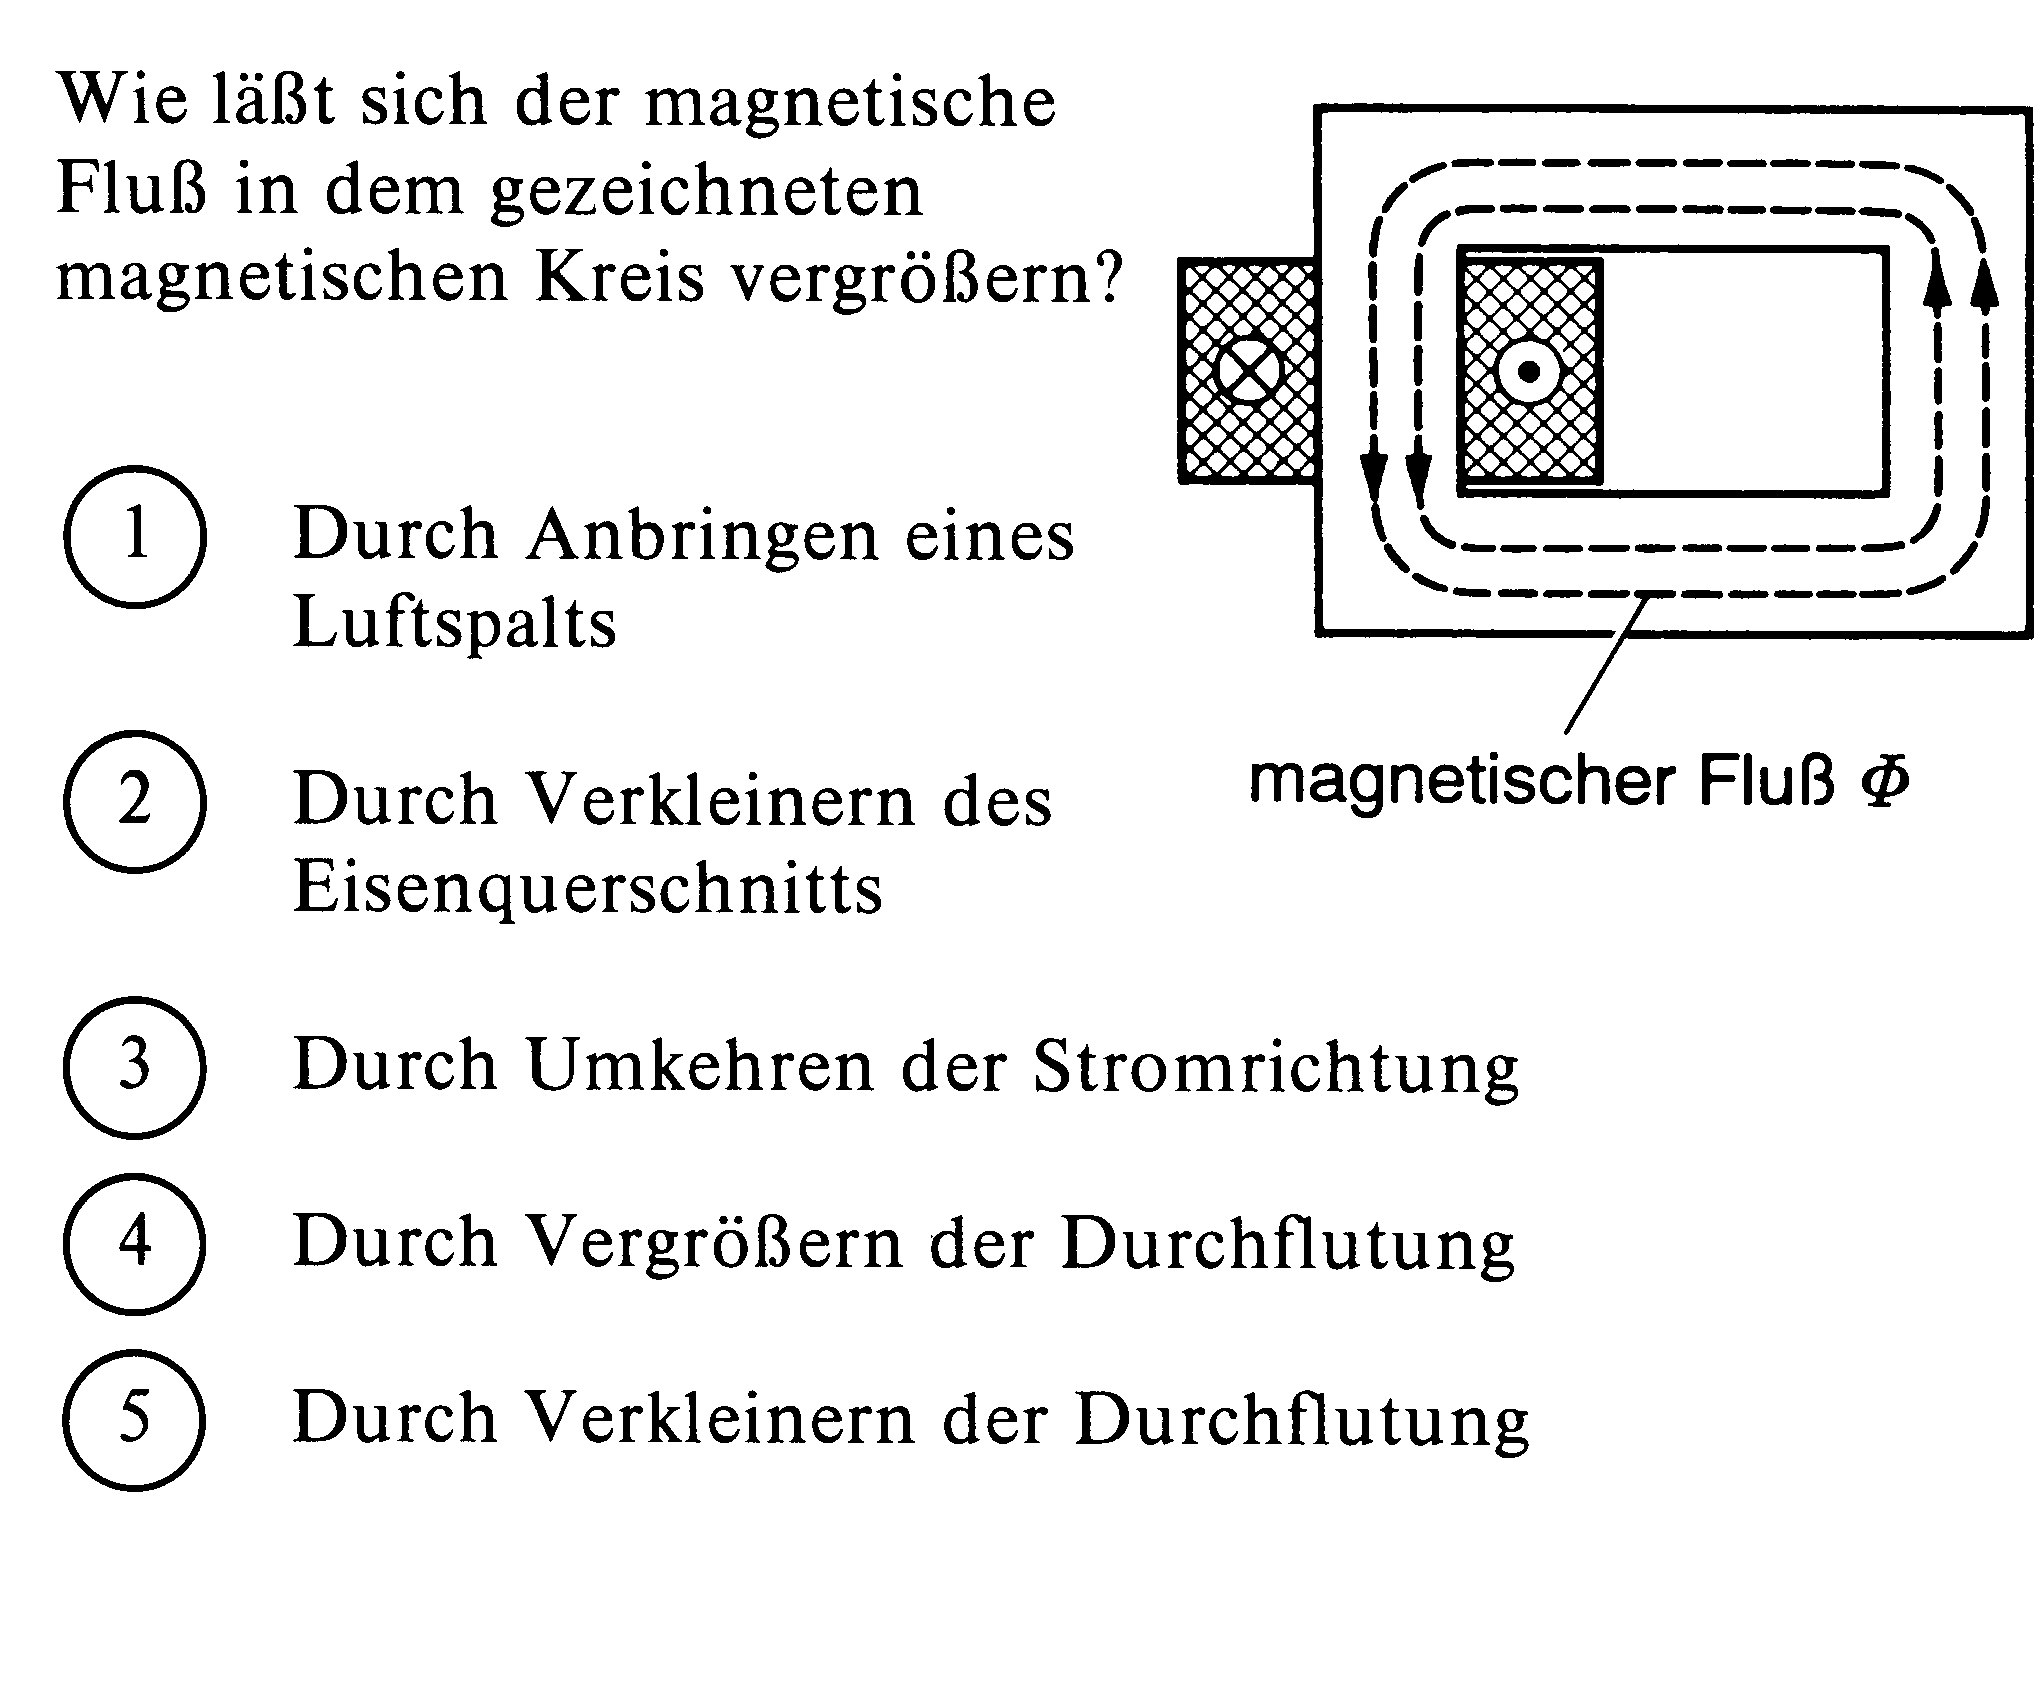 Wie läßt sich der magnetische
Fluß in dem gezeichneten
magnetischen Kreis vergrößern?
magnetischer Fluß Φ
1 Durch Anbringen eines
Luftspalts
2 Durch Verkleinern des
Eisenquerschnitts
3 Durch Umkehren der Stromrichtung
4 Durch Vergrößern der Durchflutung
5 Durch Verkleinern der Durchflutung